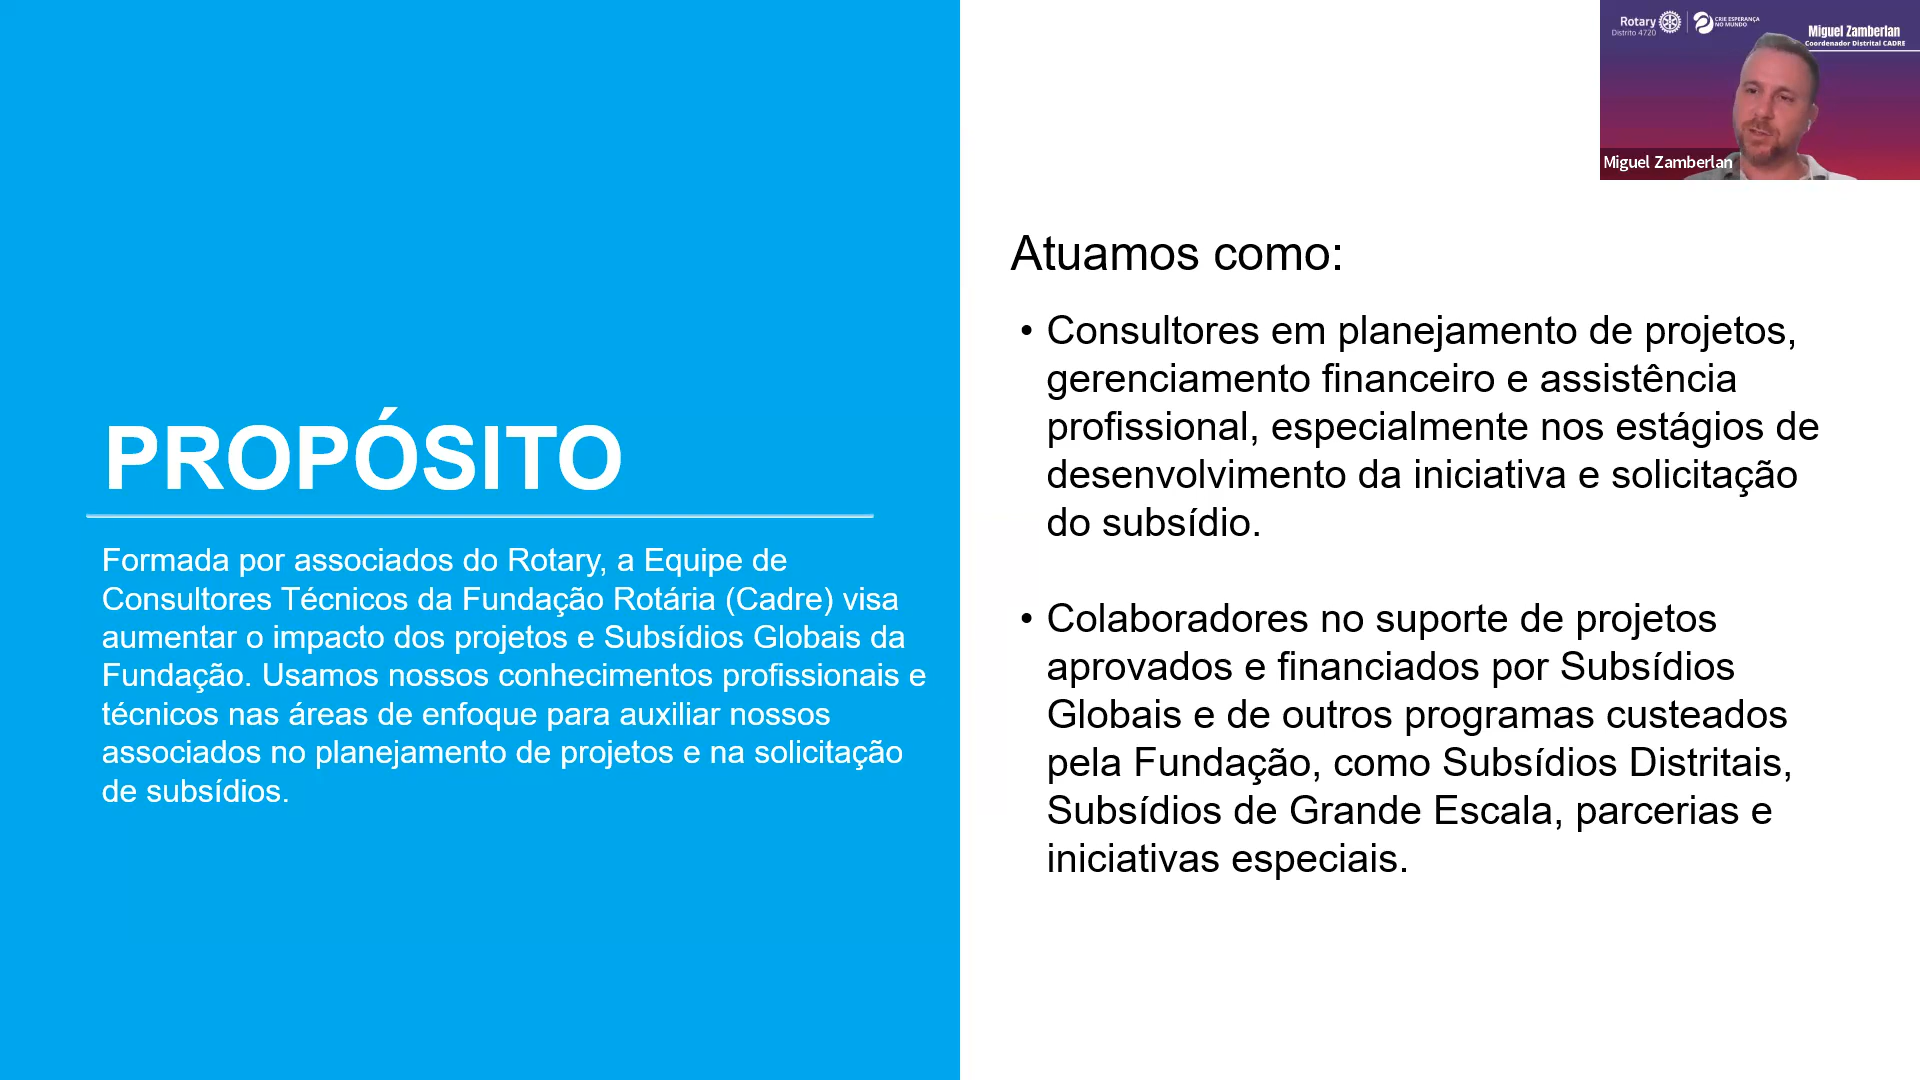 Rotary
Distrito 4720
CRIE ESPERANÇA
NO MUNDO
Miguel Zamberlan
Coordenador Distrital CADRE
Miguel Zamberlan
PROPÓSITO
Formada por associados do Rotary, a Equipe de
Consultores Técnicos da Fundação Rotária (Cadre) visa
aumentar o impacto dos projetos e Subsídios Globais da
Fundação. Usamos nossos conhecimentos profissionais e
técnicos nas áreas de enfoque para auxiliar nossos
associados no planejamento de projetos e na solicitação
de subsídios.
Atuamos como:
• Consultores em planejamento de projetos,
gerenciamento financeiro e assistência
profissional, especialmente nos estágios de
desenvolvimento da iniciativa e solicitação
do subsídio.
• Colaboradores no suporte de projetos
aprovados e financiados por Subsídios
Globais e de outros programas custeados
pela Fundação, como Subsídios Distritais,
Subsídios de Grande Escala, parcerias e
iniciativas especiais.